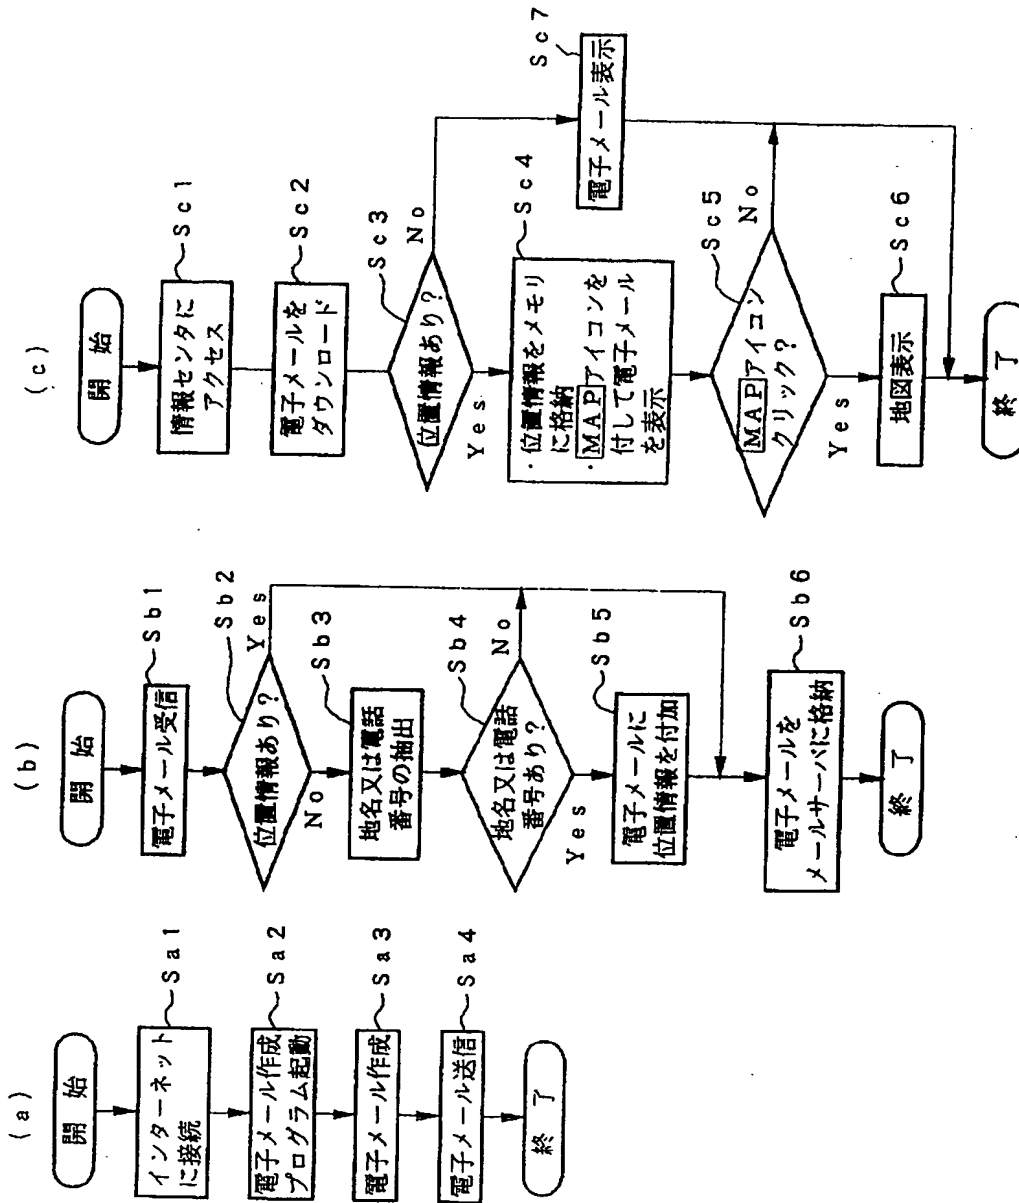 (a)
開 始
インターネット
に接続
Sa1
電子メール作成
プログラム起動
Sa2
電子メール作成
Sa3
電子メール送信
Sa4
終 了
(b)
開 始
電子メール受信
Sb1
位置情報あり?
Sb2
Yes
No
地名又は電話
番号の抽出
Sb3
地名又は電話
番号あり?
Sb4
No
Yes
電子メールに
位置情報を付加
Sb5
電子メールを
メールサーバに格納
Sb6
終 了
(c)
開 始
情報センタに
アクセス
Sc1
電子メールを
ダウンロード
Sc2
位置情報あり?
Sc3
No
Yes
・位置情報をメモリ
に格納
・MAPアイコンを
付して電子メール
を表示
Sc4
電子メール表示
Sc7
MAPアイコン
クリック?
Sc5
No
Yes
地図表示
Sc6
終 了